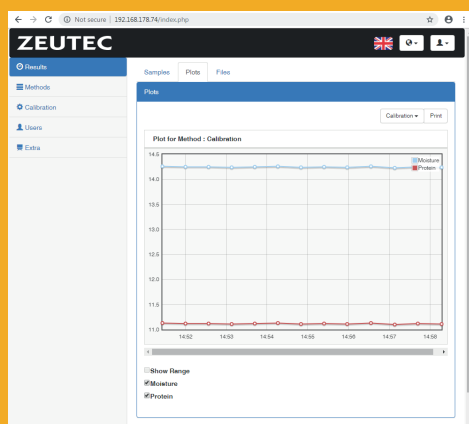 Not secure | 192.168.178.74/index.php
ZEUTEC
Results
Methods
Calibration
Users
Extra
Samples
Plots
Files
Plots
Calibration
Print
Plot for Method : Calibration
14.5
14.0
13.5
13.0
12.5
12.0
11.5
11.0
Moisture
Protein
14:52
14:53
14:54
14:55
14:56
14:57
14:58
Show Range
Moisture
Protein